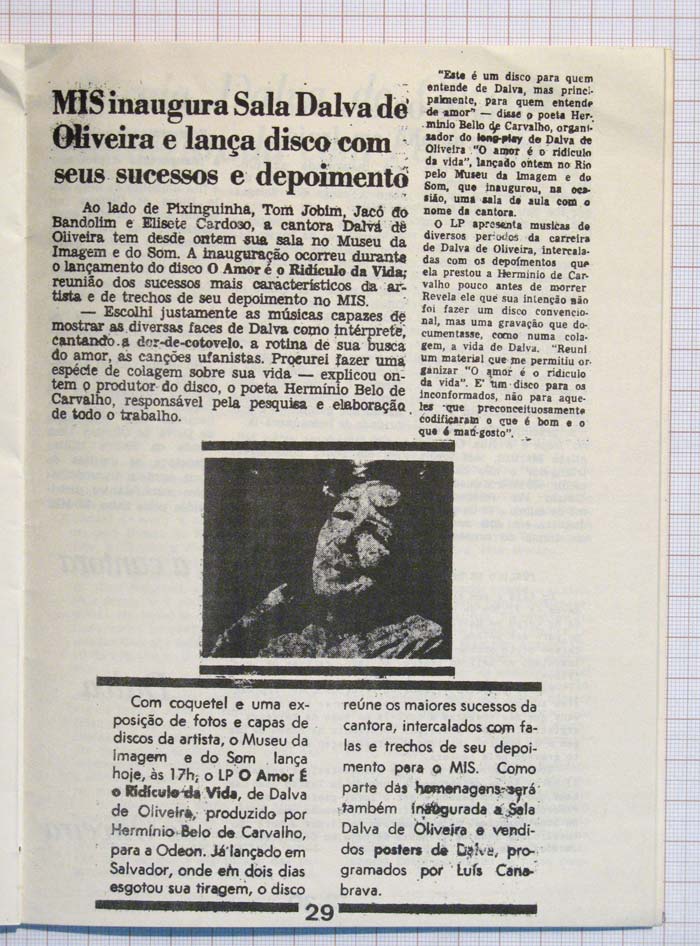 MIS inaugura Sala Dalva de
Oliveira e lança disco com
seus sucessos e depoimento
Ao lado de Pixinguinha, Tom Jobim, Jacó do
Bandolim e Elisete Cardoso, a cantora Dalva de
Oliveira tem desde ontem sua sala no Museu da
Imagem e do Som. A inauguração ocorreu durante
o lançamento do disco O Amor é o Ridículo da Vida,
reunião dos sucessos mais característicos da ar-
tista e de trechos de seu depoimento no MIS.
— Escolhi justamente as músicas capazes de
mostrar as diversas faces de Dalva como intérprete,
cantando a dor-de-cotovelo, a rotina de sua busca
do amor, as canções ufanistas. Procurei fazer uma
espécie de colagem sobre sua vida — explicou on-
tem o produtor do disco, o poeta Hermínio Belo de
Carvalho, responsável pela pesquisa e elaboração
de todo o trabalho.
"Este é um disco para quem
entende de Dalva, mas princi-
palmente, para quem entende
de amor" — disse o poeta Her-
minio Bello de Carvalho, organi-
sador do long-play de Dalva de
Oliveira "O amor é o ridiculo
da vida", lançado ontem no Rio
pelo Museu da Imagem e do
Som, que inaugurou, na oca-
sião, uma sala de aula com o
nome da cantora.
O LP apresenta musicas de
diversos periodos da carreira
de Dalva de Oliveira, intercala-
das com os depoimentos que
ela prestou a Herminio de Car-
valho pouco antes de morrer
Revela ele que sua intenção não
foi fazer um disco convencio-
nal, mas uma gravação que do-
cumentasse, como numa cola-
gem, a vida de Dalva. "Reuni
um material que me permitiu or-
ganizar "O amor é o ridiculo
da vida". E' um disco para os
inconformados, não para aque-
les que preconceituosamente
codificaram o que é bom e o
que é mau-gosto".
Com coquetel e uma ex-
posição de fotos e capas de
discos da artista, o Museu da
Imagem e do Som lança
hoje, às 17h, o LP O Amor É
o Ridículo da Vida, de Dalva
de Oliveira, produzido por
Hermínio Belo de Carvalho,
para a Odeon. Já lançado em
Salvador, onde em dois dias
esgotou sua tiragem, o disco
reúne os maiores sucessos da
cantora, intercalados com fa-
las e trechos de seu depoi-
mento para o MIS. Como
parte das homenagens será
também inaugurada a Sala
Dalva de Oliveira e vendi-
dos posters de Dalva, pro-
gramados por Luís Cana-
brava.
29